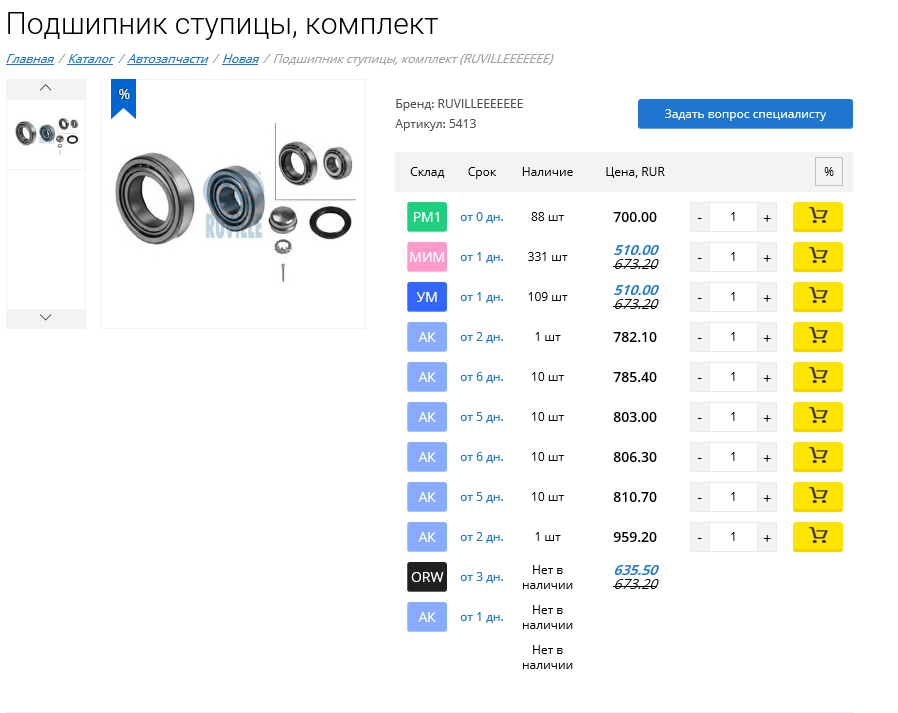 Подшипник ступицы, комплект
Главная / Каталог / Автозапчасти / Новая / Подшипник ступицы, комплект (RUVILLEEEEEEE)
%
RUVILLE
Бренд: RUVILLEEEEEEE
Артикул: 5413
Задать вопрос специалисту
Склад Срок Наличие Цена, RUR %
РМ1 от 0 дн. 88 шт 700.00 - 1 +
МИМ от 1 дн. 331 шт 510.00 673.20 - 1 +
УМ от 1 дн. 109 шт 510.00 673.20 - 1 +
АК от 2 дн. 1 шт 782.10 - 1 +
АК от 6 дн. 10 шт 785.40 - 1 +
АК от 5 дн. 10 шт 803.00 - 1 +
АК от 6 дн. 10 шт 806.30 - 1 +
АК от 5 дн. 10 шт 810.70 - 1 +
АК от 2 дн. 1 шт 959.20 - 1 +
ORW от 3 дн. Нет в наличии 635.50 673.20
АК от 1 дн. Нет в наличии
Нет в наличии